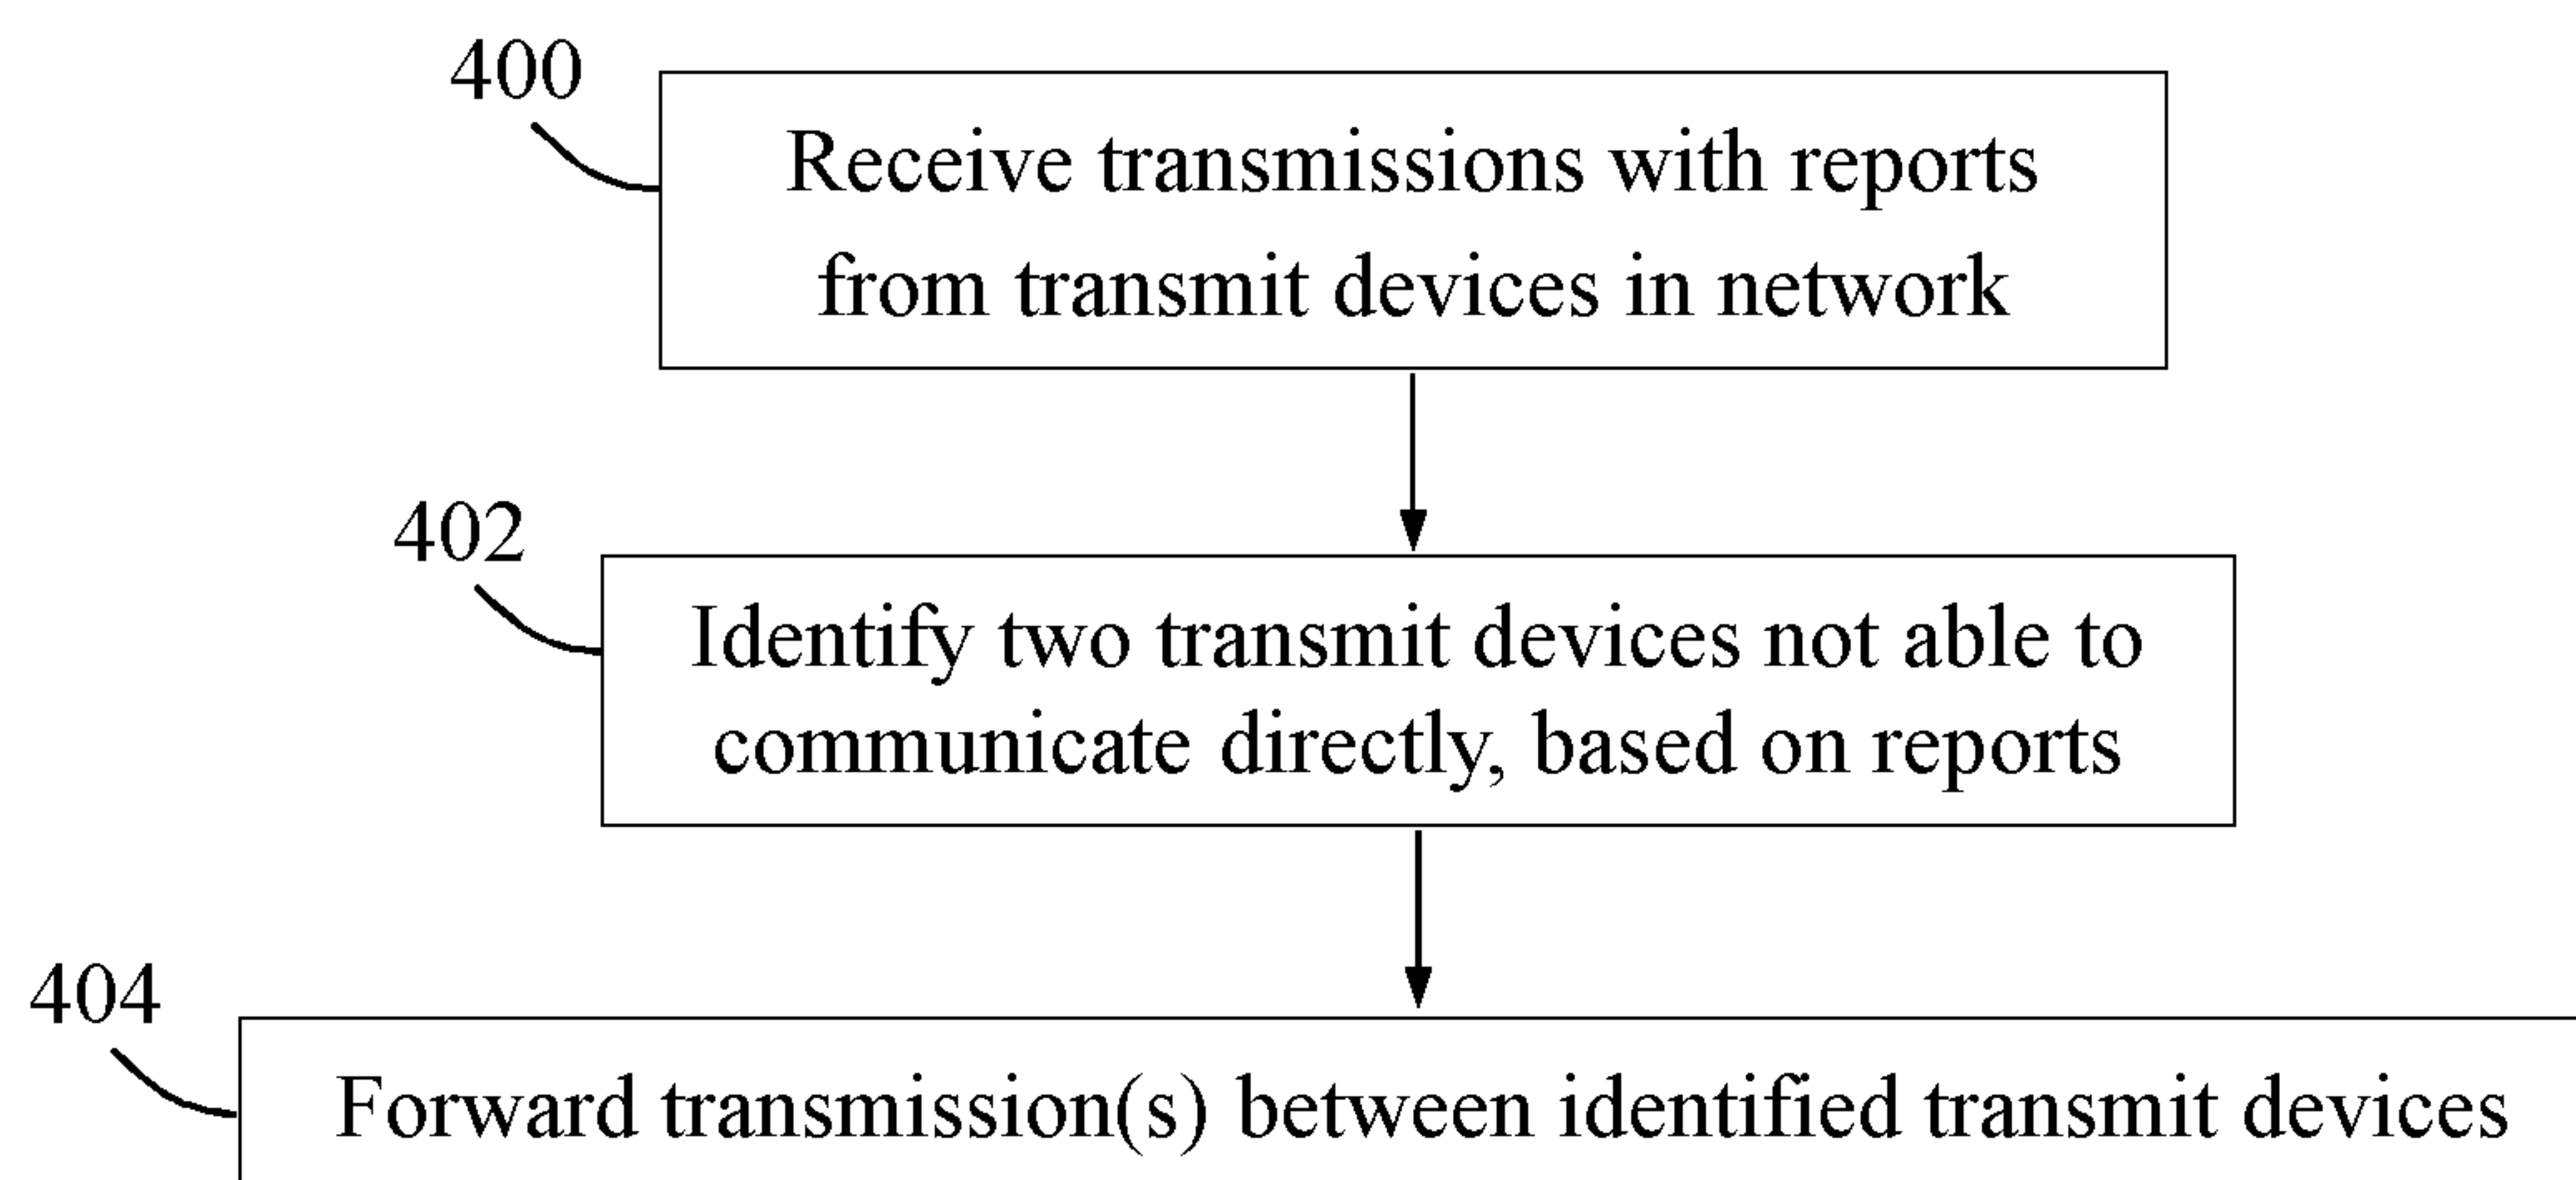 400
Receive transmissions with reports
from transmit devices in network
402
Identify two transmit devices not able to
communicate directly, based on reports
404
Forward transmission(s) between identified transmit devices